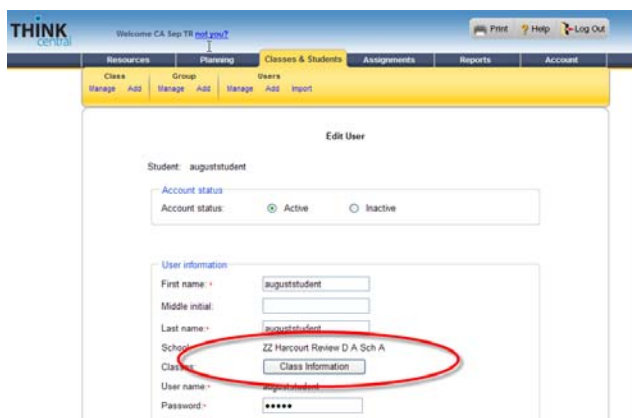 THINK central
Welcome CA Sep TR not you?
Print Help Log Out
Resources Planning Classes & Students Assignments Reports Account
Class Group Users
Manage Add Manage Add Manage Add Import
Edit User
Student: auguststudent
Account status
Account status: Active Inactive
User information
First name: * auguststudent
Middle initial:
Last name: * auguststudent
School: ZZ Harcourt Review D A Sch A
Classes: Class Information
User name: * auguststudent
Password: * •••••